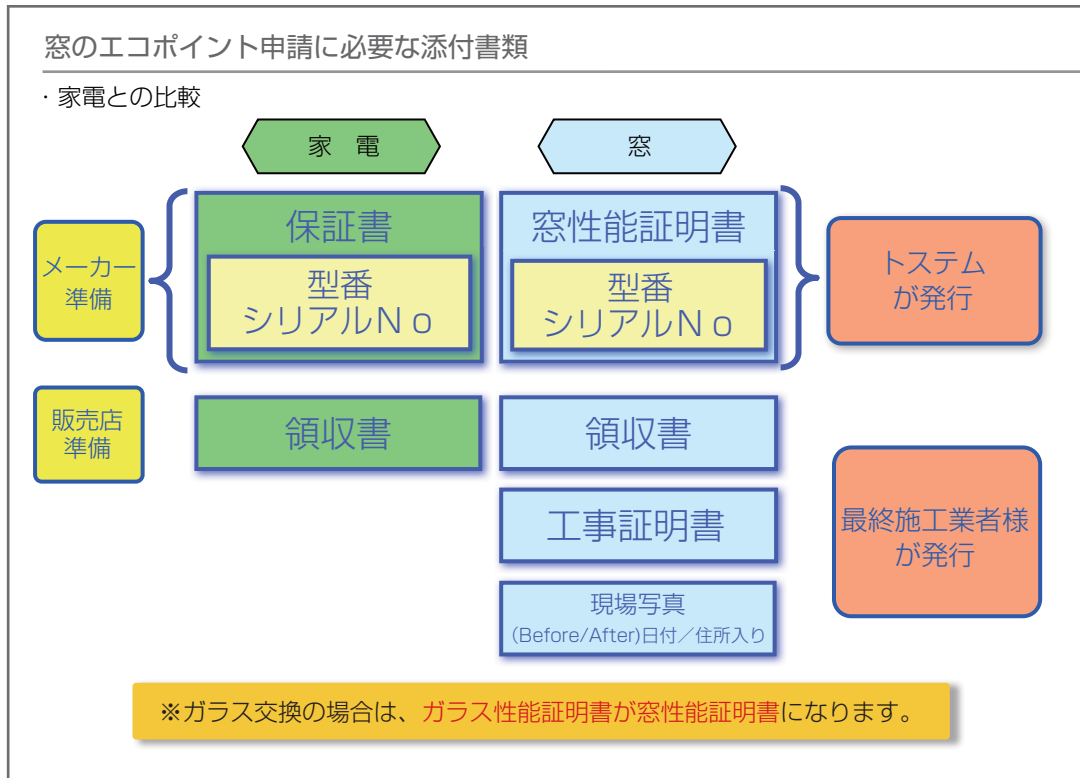 窓のエコポイント申請に必要な添付書類
・家電との比較
家 電
窓
メーカー
準備
保証書
型番
シリアルNo
窓性能証明書
型番
シリアルNo
トステム
が発行
販売店
準備
領収書
領収書
工事証明書
現場写真
(Before/After)日付／住所入り
最終施工業者様
が発行
※ガラス交換の場合は、ガラス性能証明書が窓性能証明書になります。